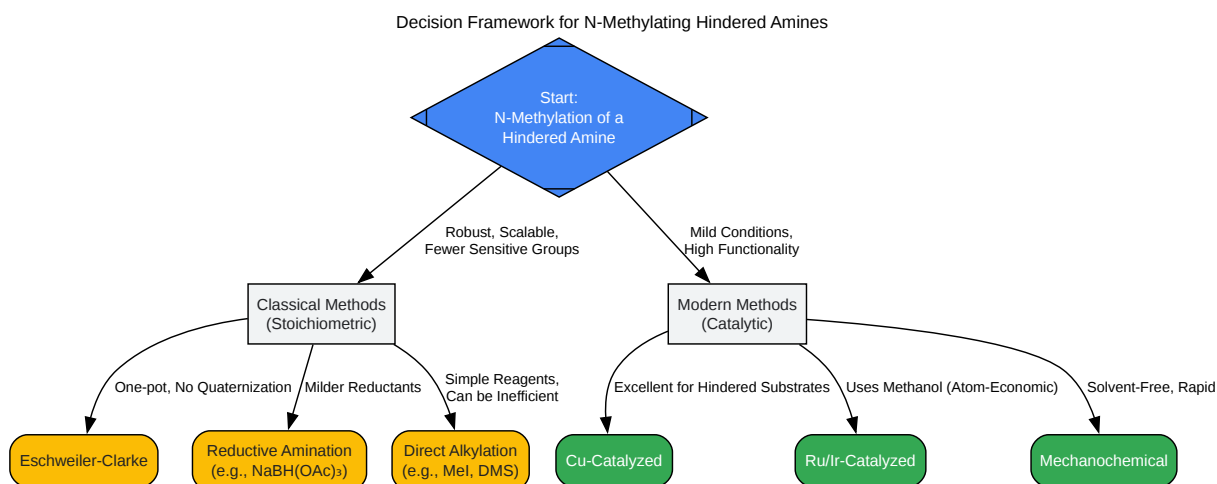 Decision Framework for N-Methylating Hindered Amines
Start:
N-Methylation of a
Hindered Amine
Robust, Scalable,
Fewer Sensitive Groups
Mild Conditions,
High Functionality
Classical Methods
(Stoichiometric)
Modern Methods
(Catalytic)
One-pot, No Quaternization
Milder Reductants
Simple Reagents,
Can be Inefficient
Excellent for Hindered Substrates
Uses Methanol (Atom-Economic)
Solvent-Free, Rapid
Eschweiler-Clarke
Reductive Amination
(e.g., NaBH(OAc)₃)
Direct Alkylation
(e.g., MeI, DMS)
Cu-Catalyzed
Ru/Ir-Catalyzed
Mechanochemical